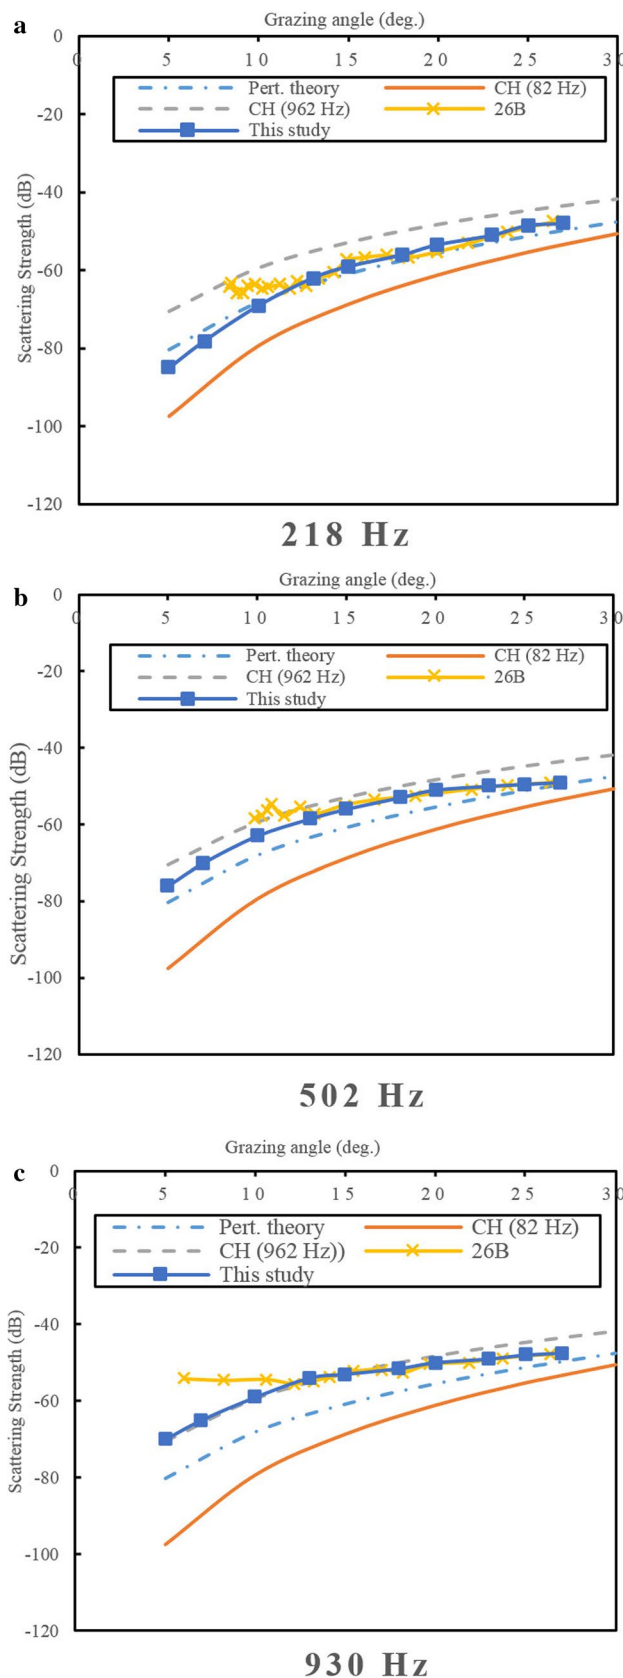 a
Grazing angle (deg.)
0
0 5 10 15 20 25 30
Pert. theory CH (82 Hz)
CH (962 Hz) 26B
This study
-20
-40
-60
-80
-100
-120
Scattering Strength (dB)
218 Hz
b
Grazing angle (deg.)
0
0 5 10 15 20 25 30
Pert. theory CH (82 Hz)
CH (962 Hz) 26B
This study
-20
-40
-60
-80
-100
-120
Scattering Strength (dB)
502 Hz
c
Grazing angle (deg.)
0
0 5 10 15 20 25 30
Pert. theory CH (82 Hz)
CH (962 Hz)) 26B
This study
-20
-40
-60
-80
-100
-120
Scattering Strength (dB)
930 Hz